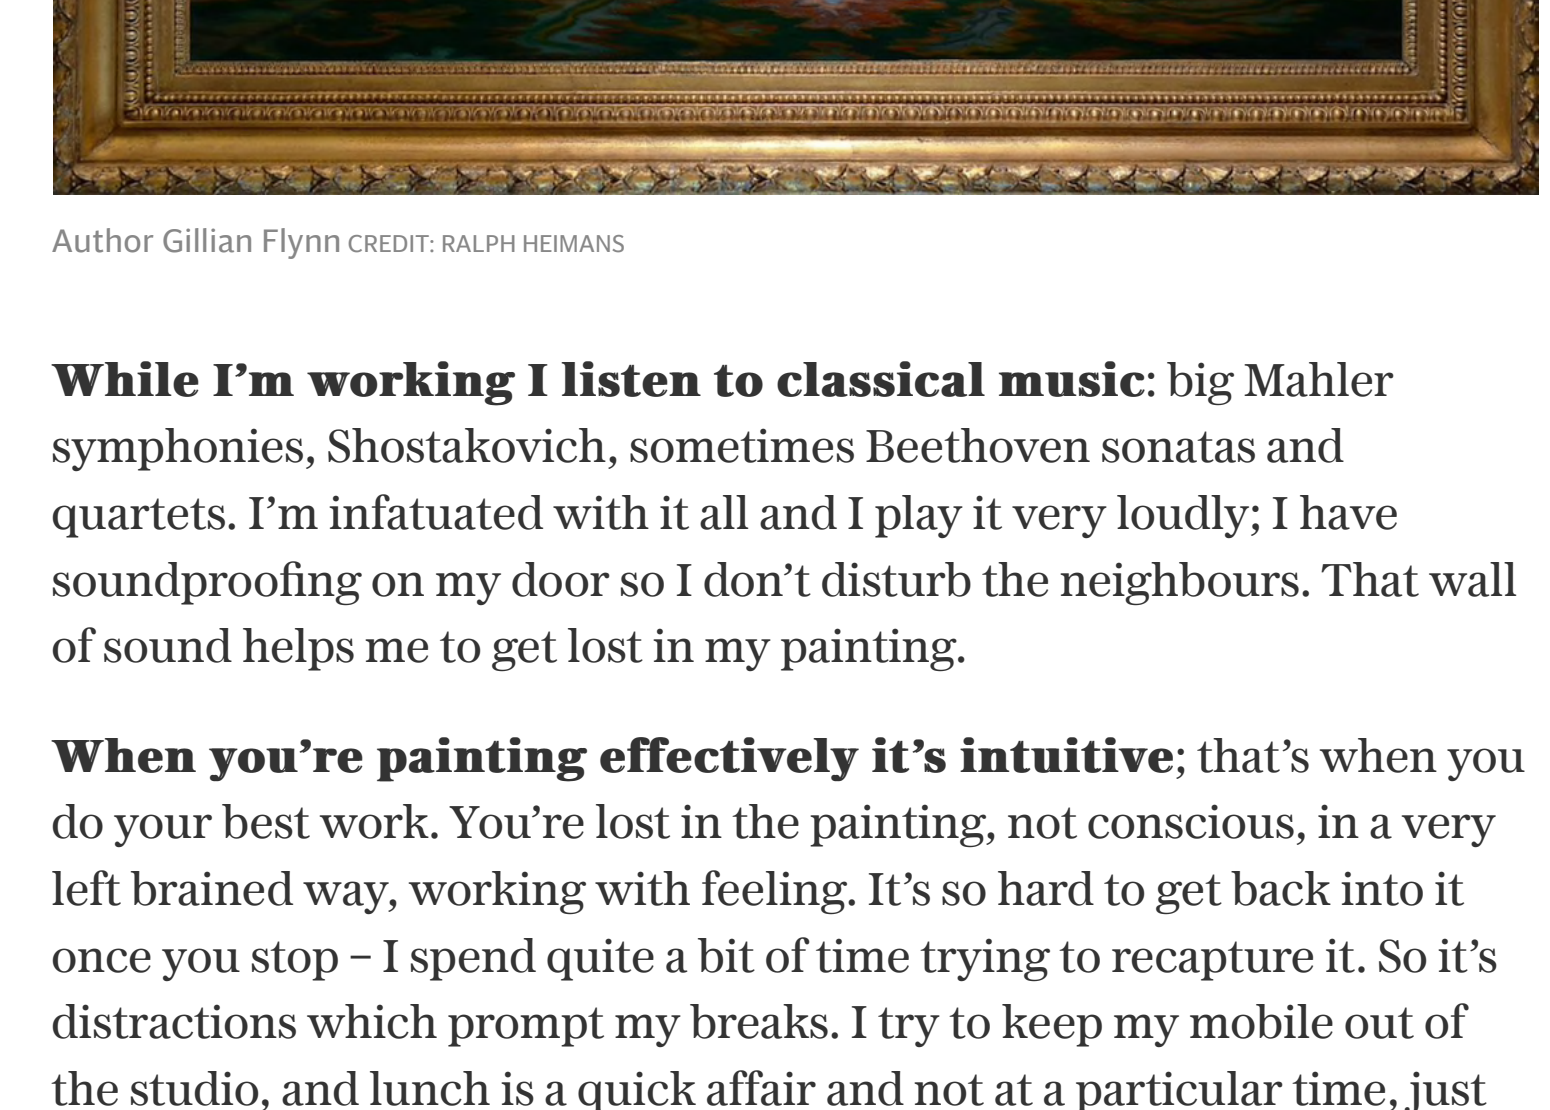 Author Gillian Flynn CREDIT: RALPH HEIMANS
While I’m working I listen to classical music: big Mahler
symphonies, Shostakovich, sometimes Beethoven sonatas and
quartets. I’m infatuated with it all and I play it very loudly; I have
soundproofing on my door so I don’t disturb the neighbours. That wall
of sound helps me to get lost in my painting.
When you’re painting effectively it’s intuitive; that’s when you
do your best work. You’re lost in the painting, not conscious, in a very
left brained way, working with feeling. It’s so hard to get back into it
once you stop – I spend quite a bit of time trying to recapture it. So it’s
distractions which prompt my breaks. I try to keep my mobile out of
the studio, and lunch is a quick affair and not at a particular time, just